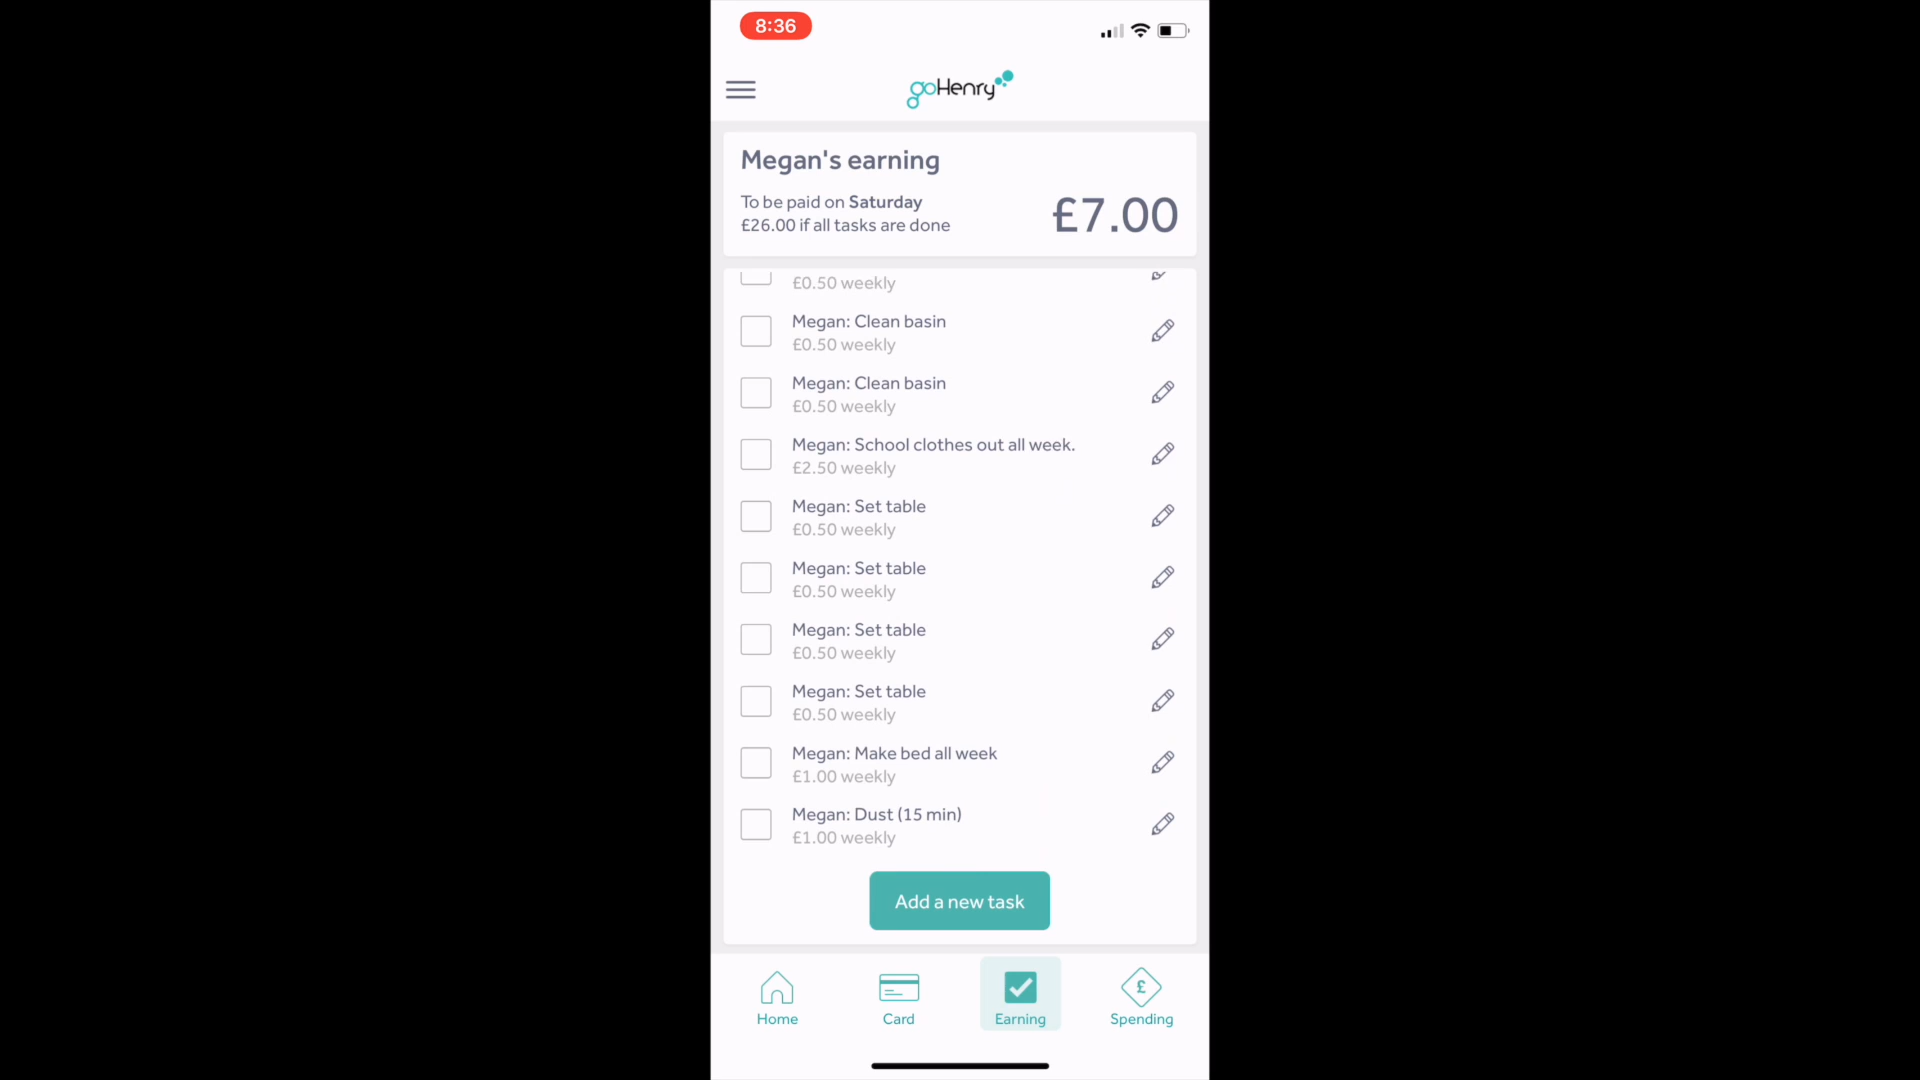 8:36
goHenry
Megan's earning
To be paid on Saturday
£26.00 if all tasks are done
£7.00
£0.50 weekly
Megan: Clean basin
£0.50 weekly
Megan: Clean basin
£0.50 weekly
Megan: School clothes out all week.
£2.50 weekly
Megan: Set table
£0.50 weekly
Megan: Set table
£0.50 weekly
Megan: Set table
£0.50 weekly
Megan: Set table
£0.50 weekly
Megan: Make bed all week
£1.00 weekly
Megan: Dust (15 min)
£1.00 weekly
Add a new task
£
Home
Card
Earning
Spending